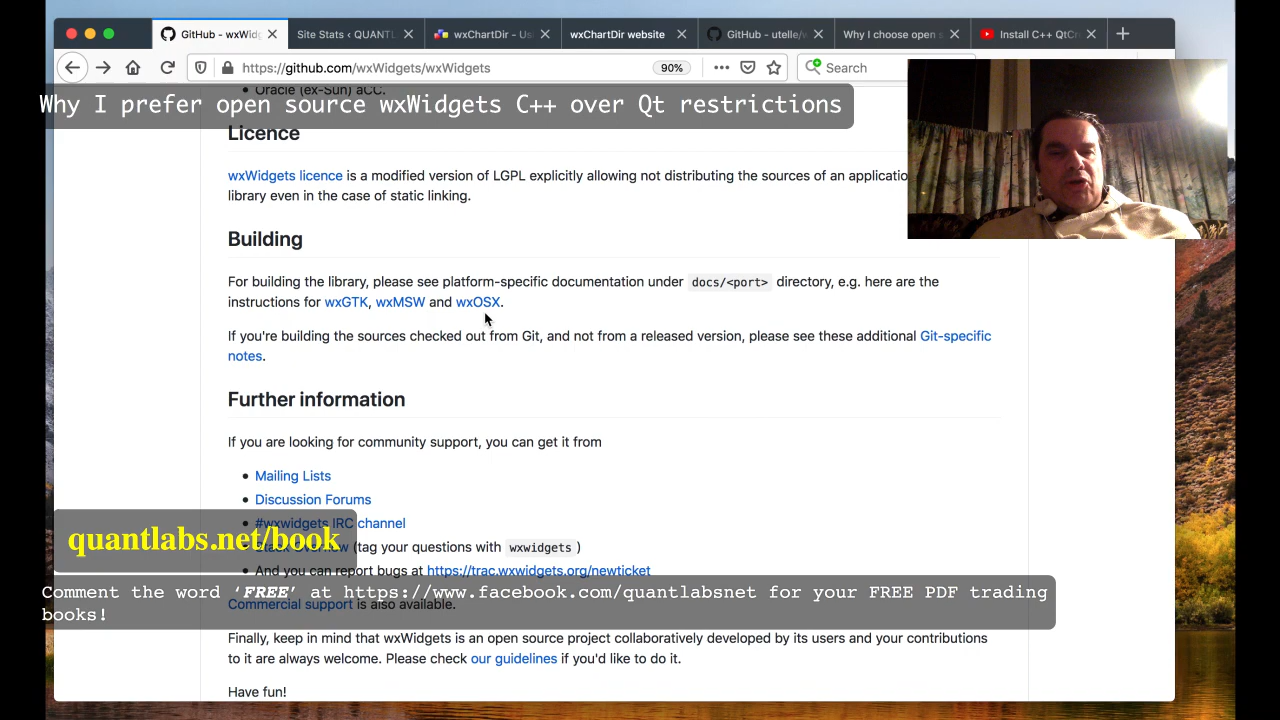 GitHub - wxWidg
Site Stats ‹ QUANTL
wxChartDir - Us
wxChartDir website
GitHub - utelle/w
Why I choose open s
Install C++ QtCr
https://github.com/wxWidgets/wxWidgets
90%
Search
Oracle (ex-Sun) aCC.
Why I prefer open source wxWidgets C++ over Qt restrictions
Licence
wxWidgets licence is a modified version of LGPL explicitly allowing not distributing the sources of an applicatio
library even in the case of static linking.
Building
For building the library, please see platform-specific documentation under docs/<port> directory, e.g. here are the
instructions for wxGTK, wxMSW and wxOSX.
If you're building the sources checked out from Git, and not from a released version, please see these additional Git-specific
notes.
Further information
If you are looking for community support, you can get it from
Mailing Lists
Discussion Forums
#wxwidgets IRC channel
quantlabs.net/book
Stack Overflow (tag your questions with wxwidgets )
And you can report bugs at https://trac.wxwidgets.org/newticket
Comment the word ‘FREE’ at https://www.facebook.com/quantlabsnet for your FREE PDF trading
books!
Commercial support is also available.
Finally, keep in mind that wxWidgets is an open source project collaboratively developed by its users and your contributions
to it are always welcome. Please check our guidelines if you'd like to do it.
Have fun!